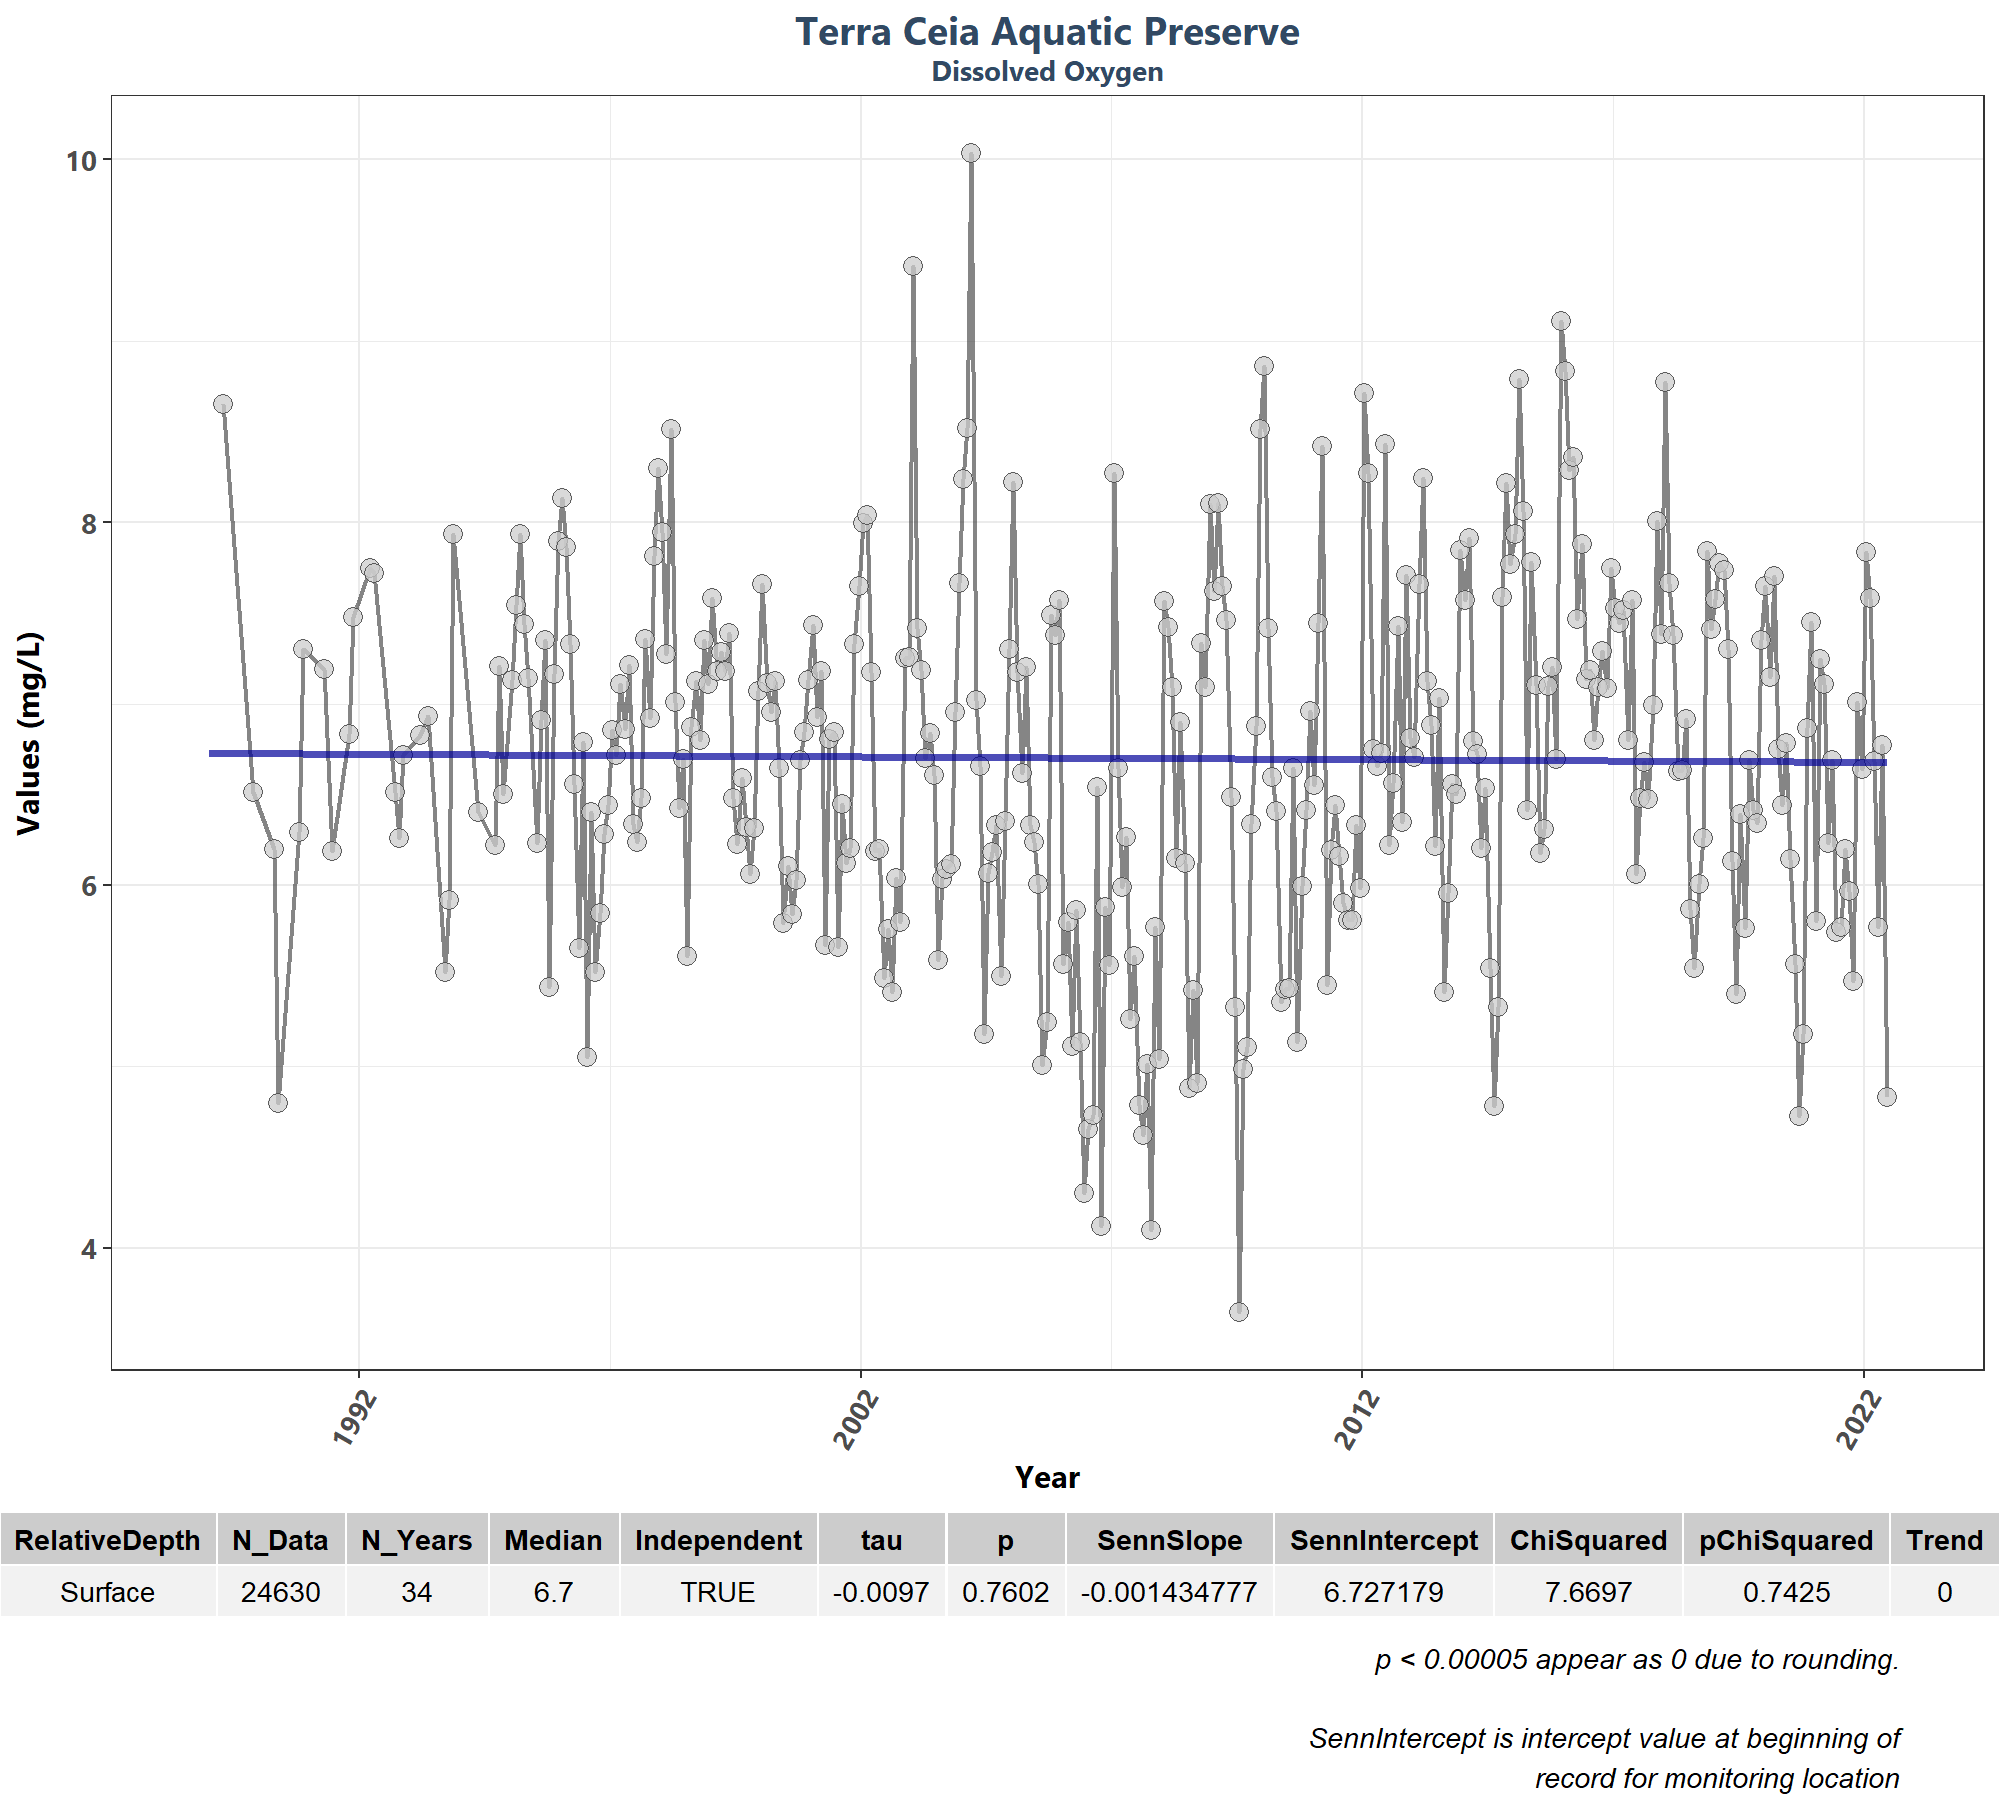 Terra Ceia Aquatic Preserve
Dissolved Oxygen
Values (mg/L)
10
8
6
4
1992
2002
2012
2022
Year
RelativeDepth N_Data N_Years Median Independent tau p SennSlope SennIntercept ChiSquared pChiSquared Trend
Surface 24630 34 6.7 TRUE -0.0097 0.7602 -0.001434777 6.727179 7.6697 0.7425 0
p < 0.00005 appear as 0 due to rounding.
SennIntercept is intercept value at beginning of
record for monitoring location